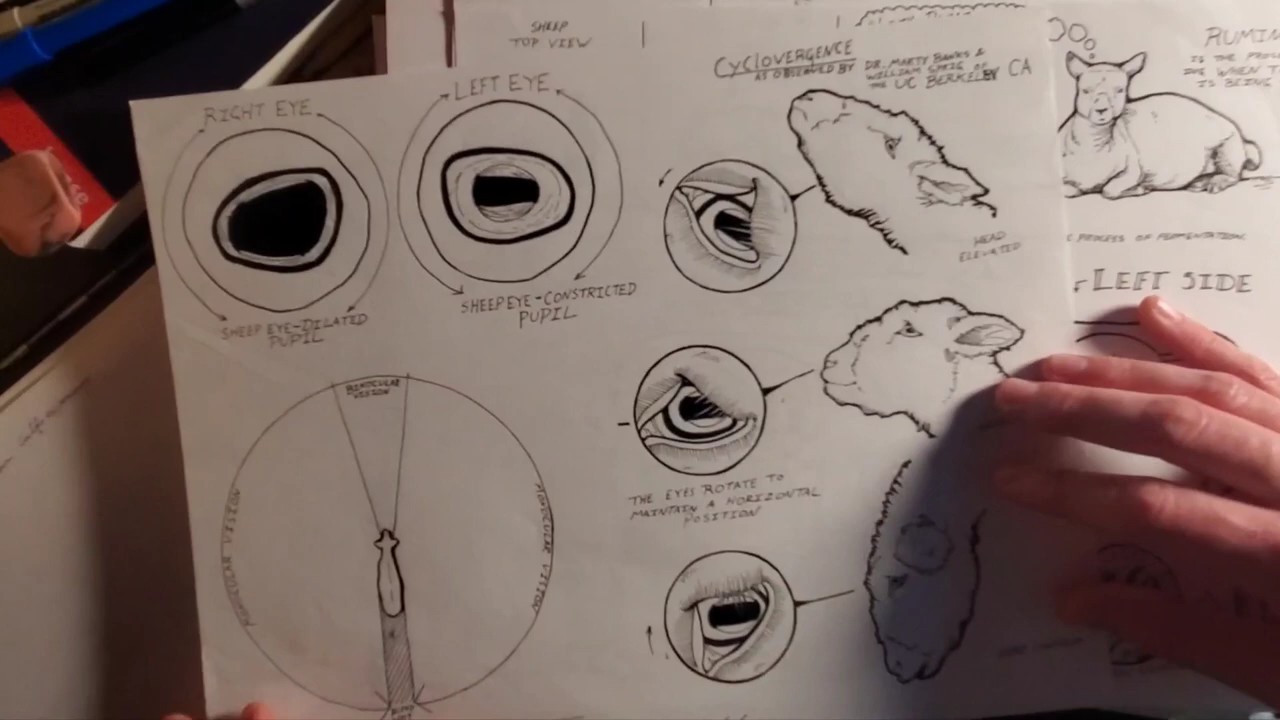 SHEEP
TOP VIEW
CYCLOVERGENCE
AS OBSERVED BY DR. MARTY BANKS &
WILLIAM SPRIG OF
THE UC BERKELEY CA
RIGHT EYE
LEFT EYE
SHEEP EYE-DILATED
PUPIL
SHEEP EYE-CONSTRICTED
PUPIL
HEAD
ELEVATED
BINOCULAR
VISION
MONOCULAR VISION
MONOCULAR VISION
THE EYES ROTATE TO
MAINTAIN A HORIZONTAL
POSITION
RUMIN
IS THE PROCE
WHEN T
IS BEING
PROCESS OF FERMENTATION
LEFT SIDE